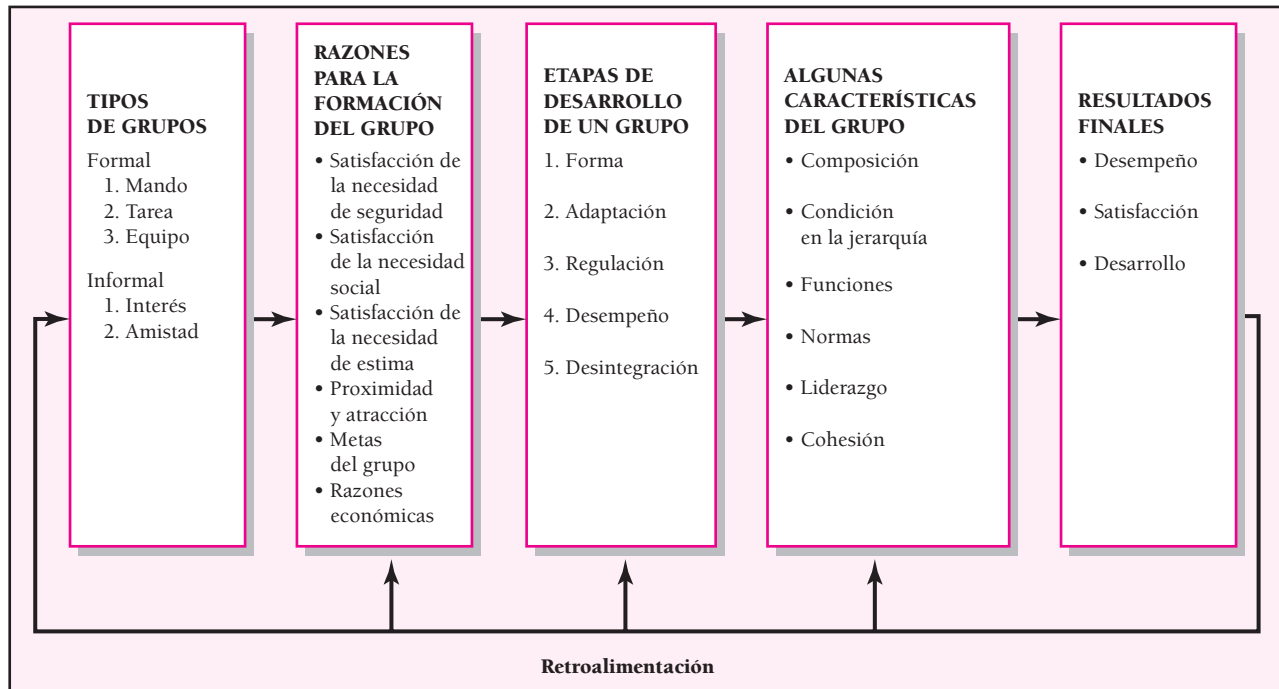 TIPOS
DE GRUPOS
Formal
1. Mando
2. Tarea
3. Equipo
Informal
1. Interés
2. Amistad
RAZONES
PARA LA
FORMACIÓN
DEL GRUPO
• Satisfacción de
la necesidad
de seguridad
• Satisfacción
de la necesidad
social
• Satisfacción de
la necesidad
de estima
• Proximidad
y atracción
• Metas
del grupo
• Razones
económicas
ETAPAS DE
DESARROLLO
DE UN GRUPO
1. Forma
2. Adaptación
3. Regulación
4. Desempeño
5. Desintegración
ALGUNAS
CARACTERÍSTICAS
DEL GRUPO
• Composición
• Condición
en la jerarquía
• Funciones
• Normas
• Liderazgo
• Cohesión
RESULTADOS
FINALES
• Desempeño
• Satisfacción
• Desarrollo
Retroalimentación